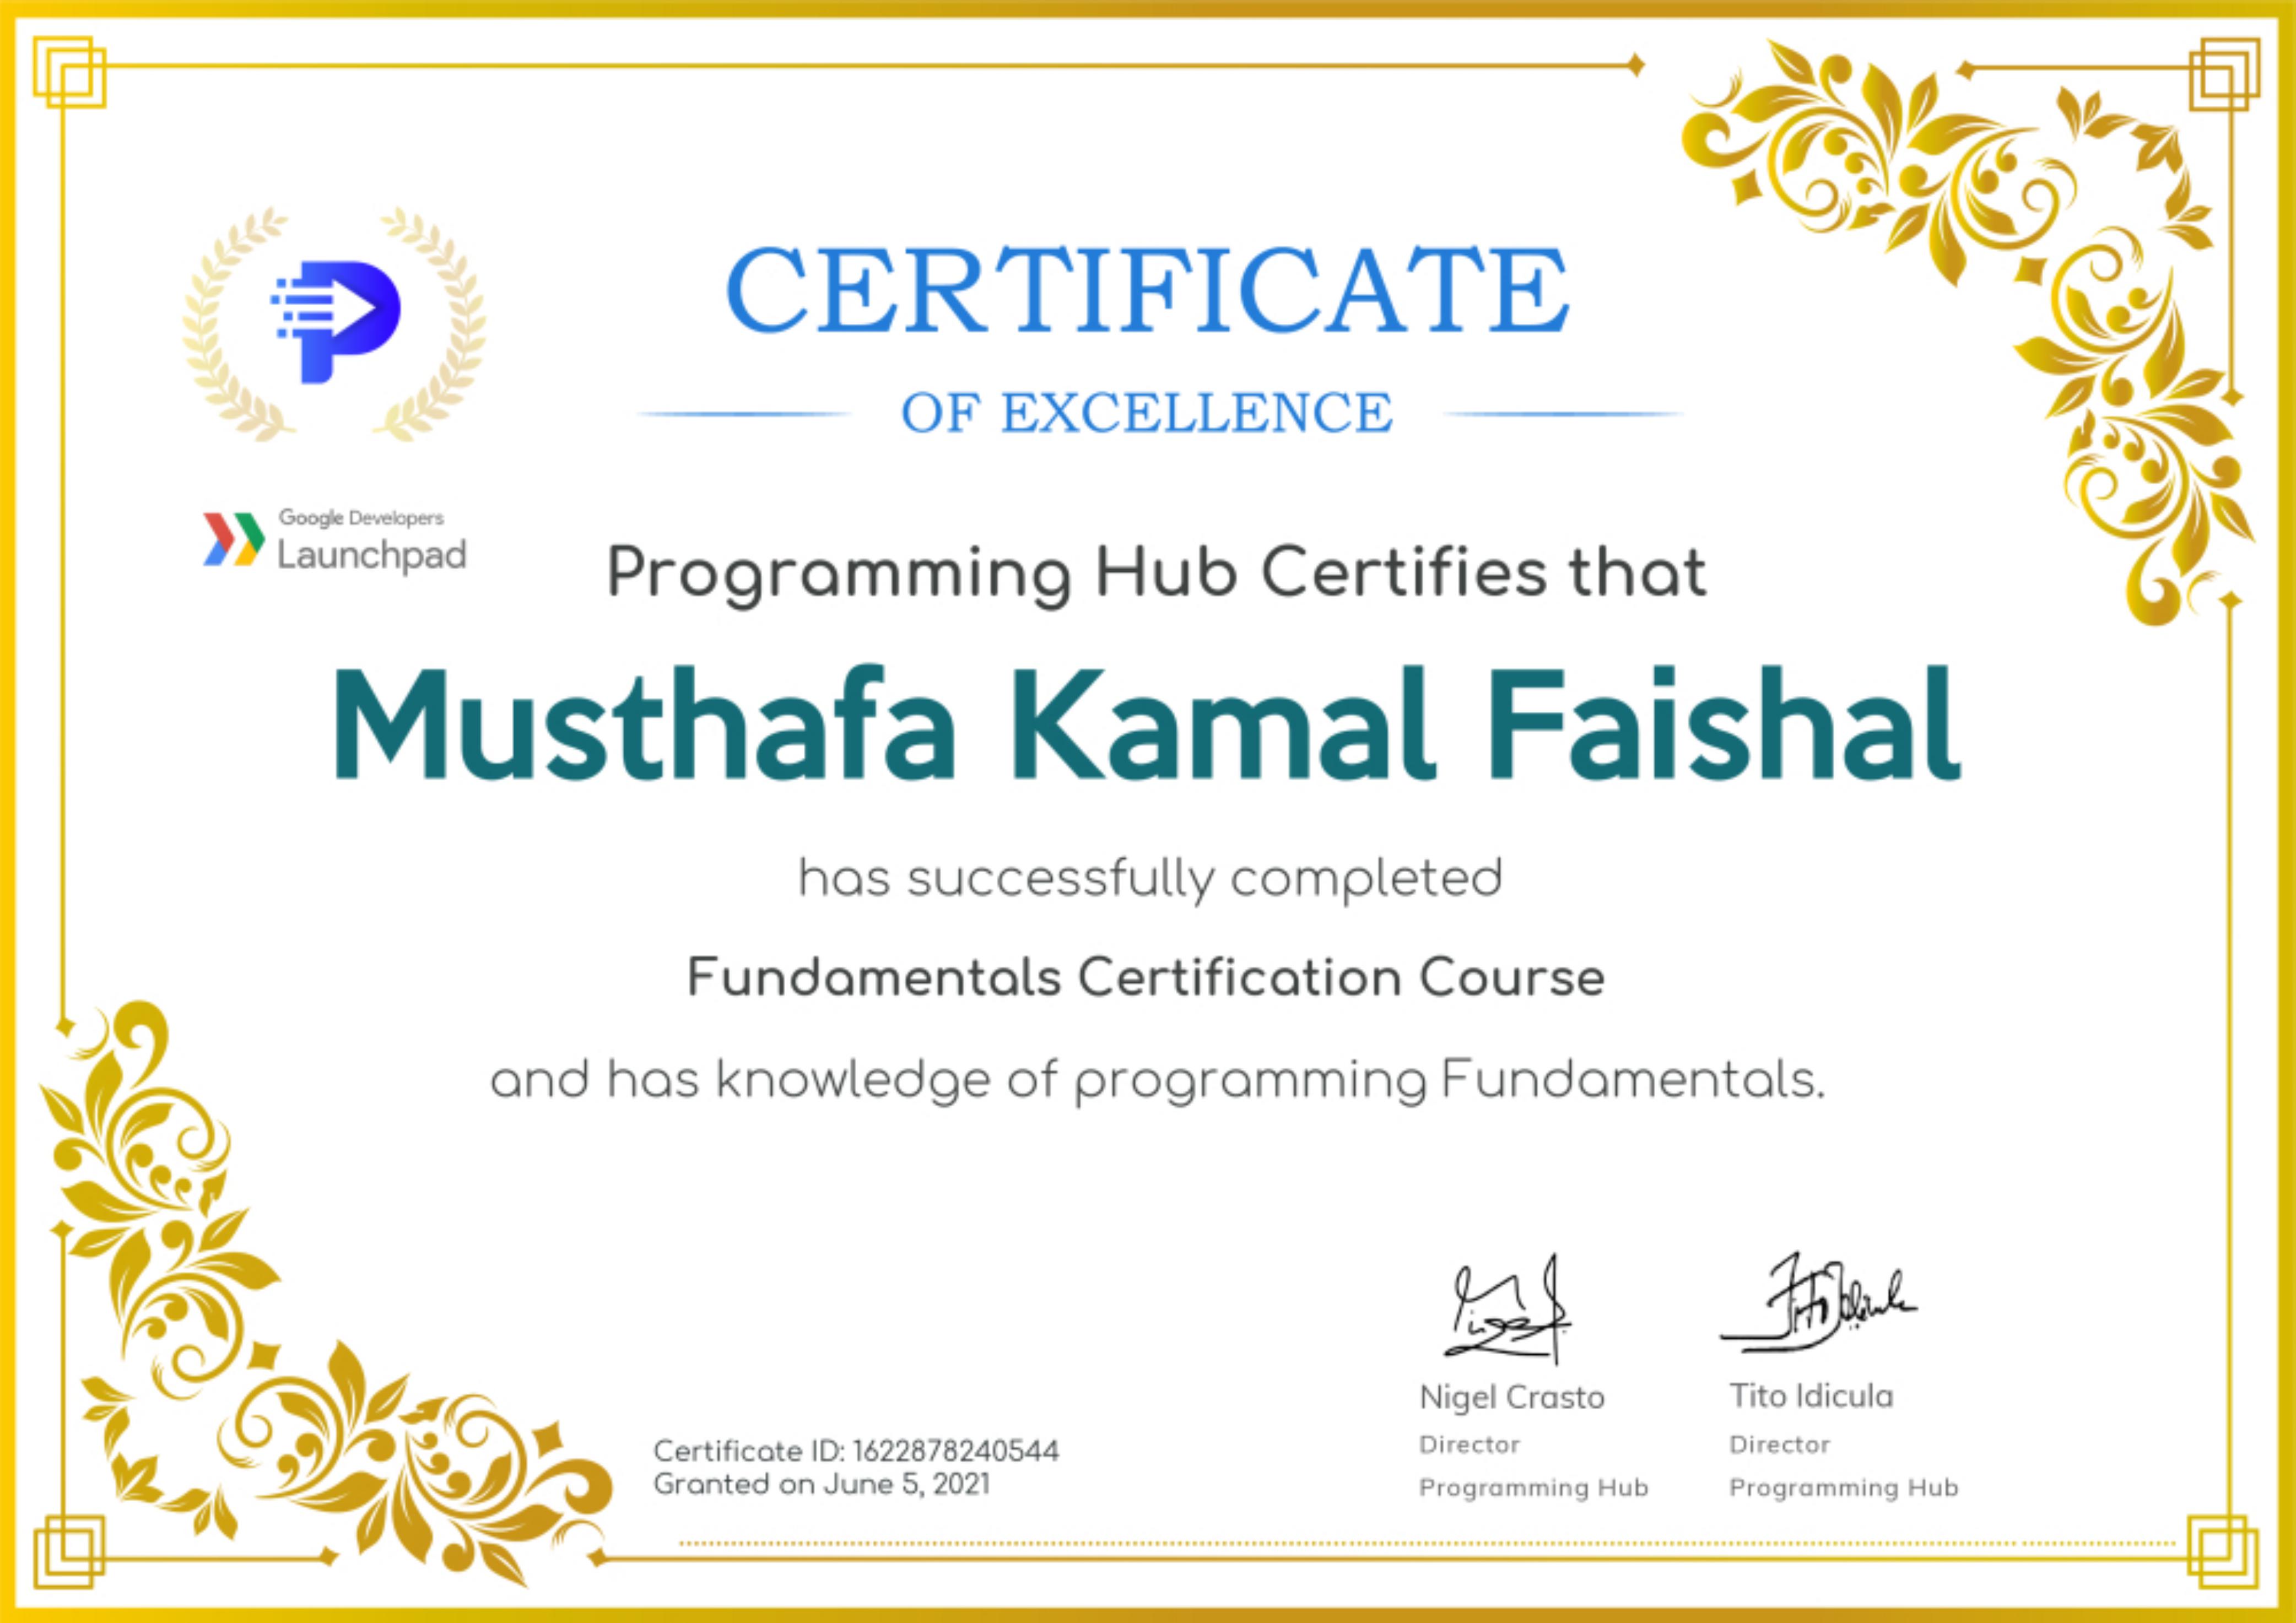 CERTIFICATE
OF EXCELLENCE
Google Developers
Launchpad
Programming Hub Certifies that
Musthafa Kamal Faishal
has successfully completed
Fundamentals Certification Course
and has knowledge of programming Fundamentals.
Certificate ID: 1622878240544
Granted on June 5, 2021
Nigel Crasto
Director
Programming Hub
Tito Idicula
Director
Programming Hub